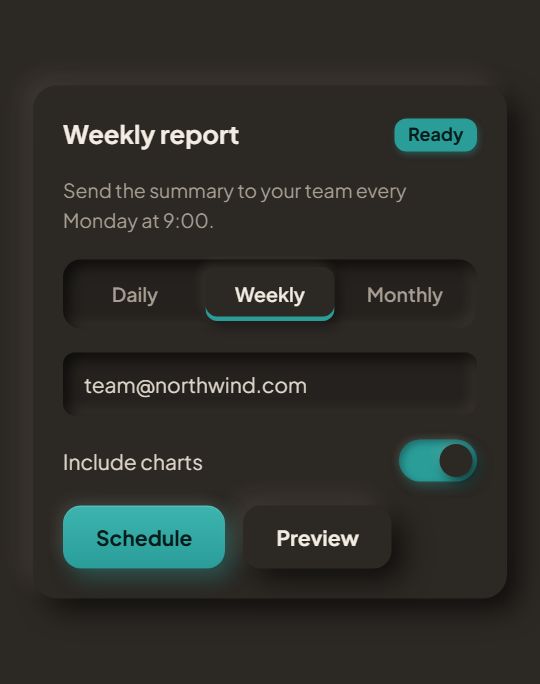 Weekly report
Ready
Send the summary to your team every
Monday at 9:00.
Daily
Weekly
Monthly
team@northwind.com
Include charts
Schedule
Preview